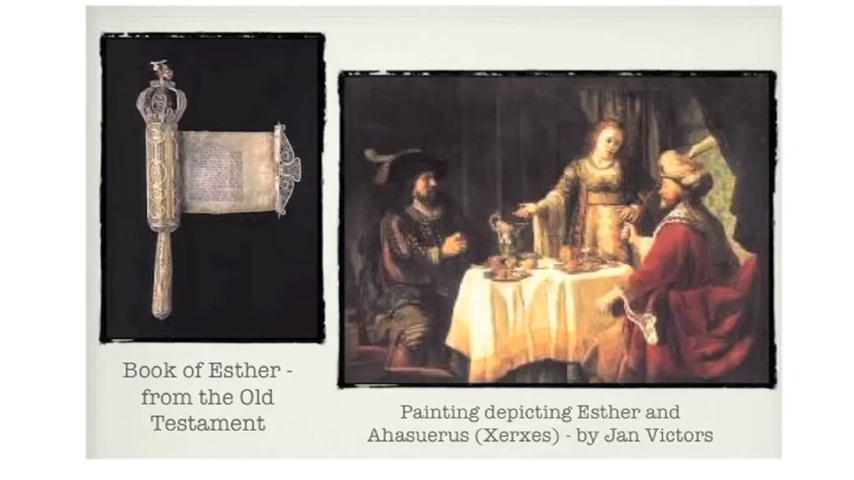 Book of Esther -
from the Old
Testament
Painting depicting Esther and
Ahasuerus (Xerxes) - by Jan Victors